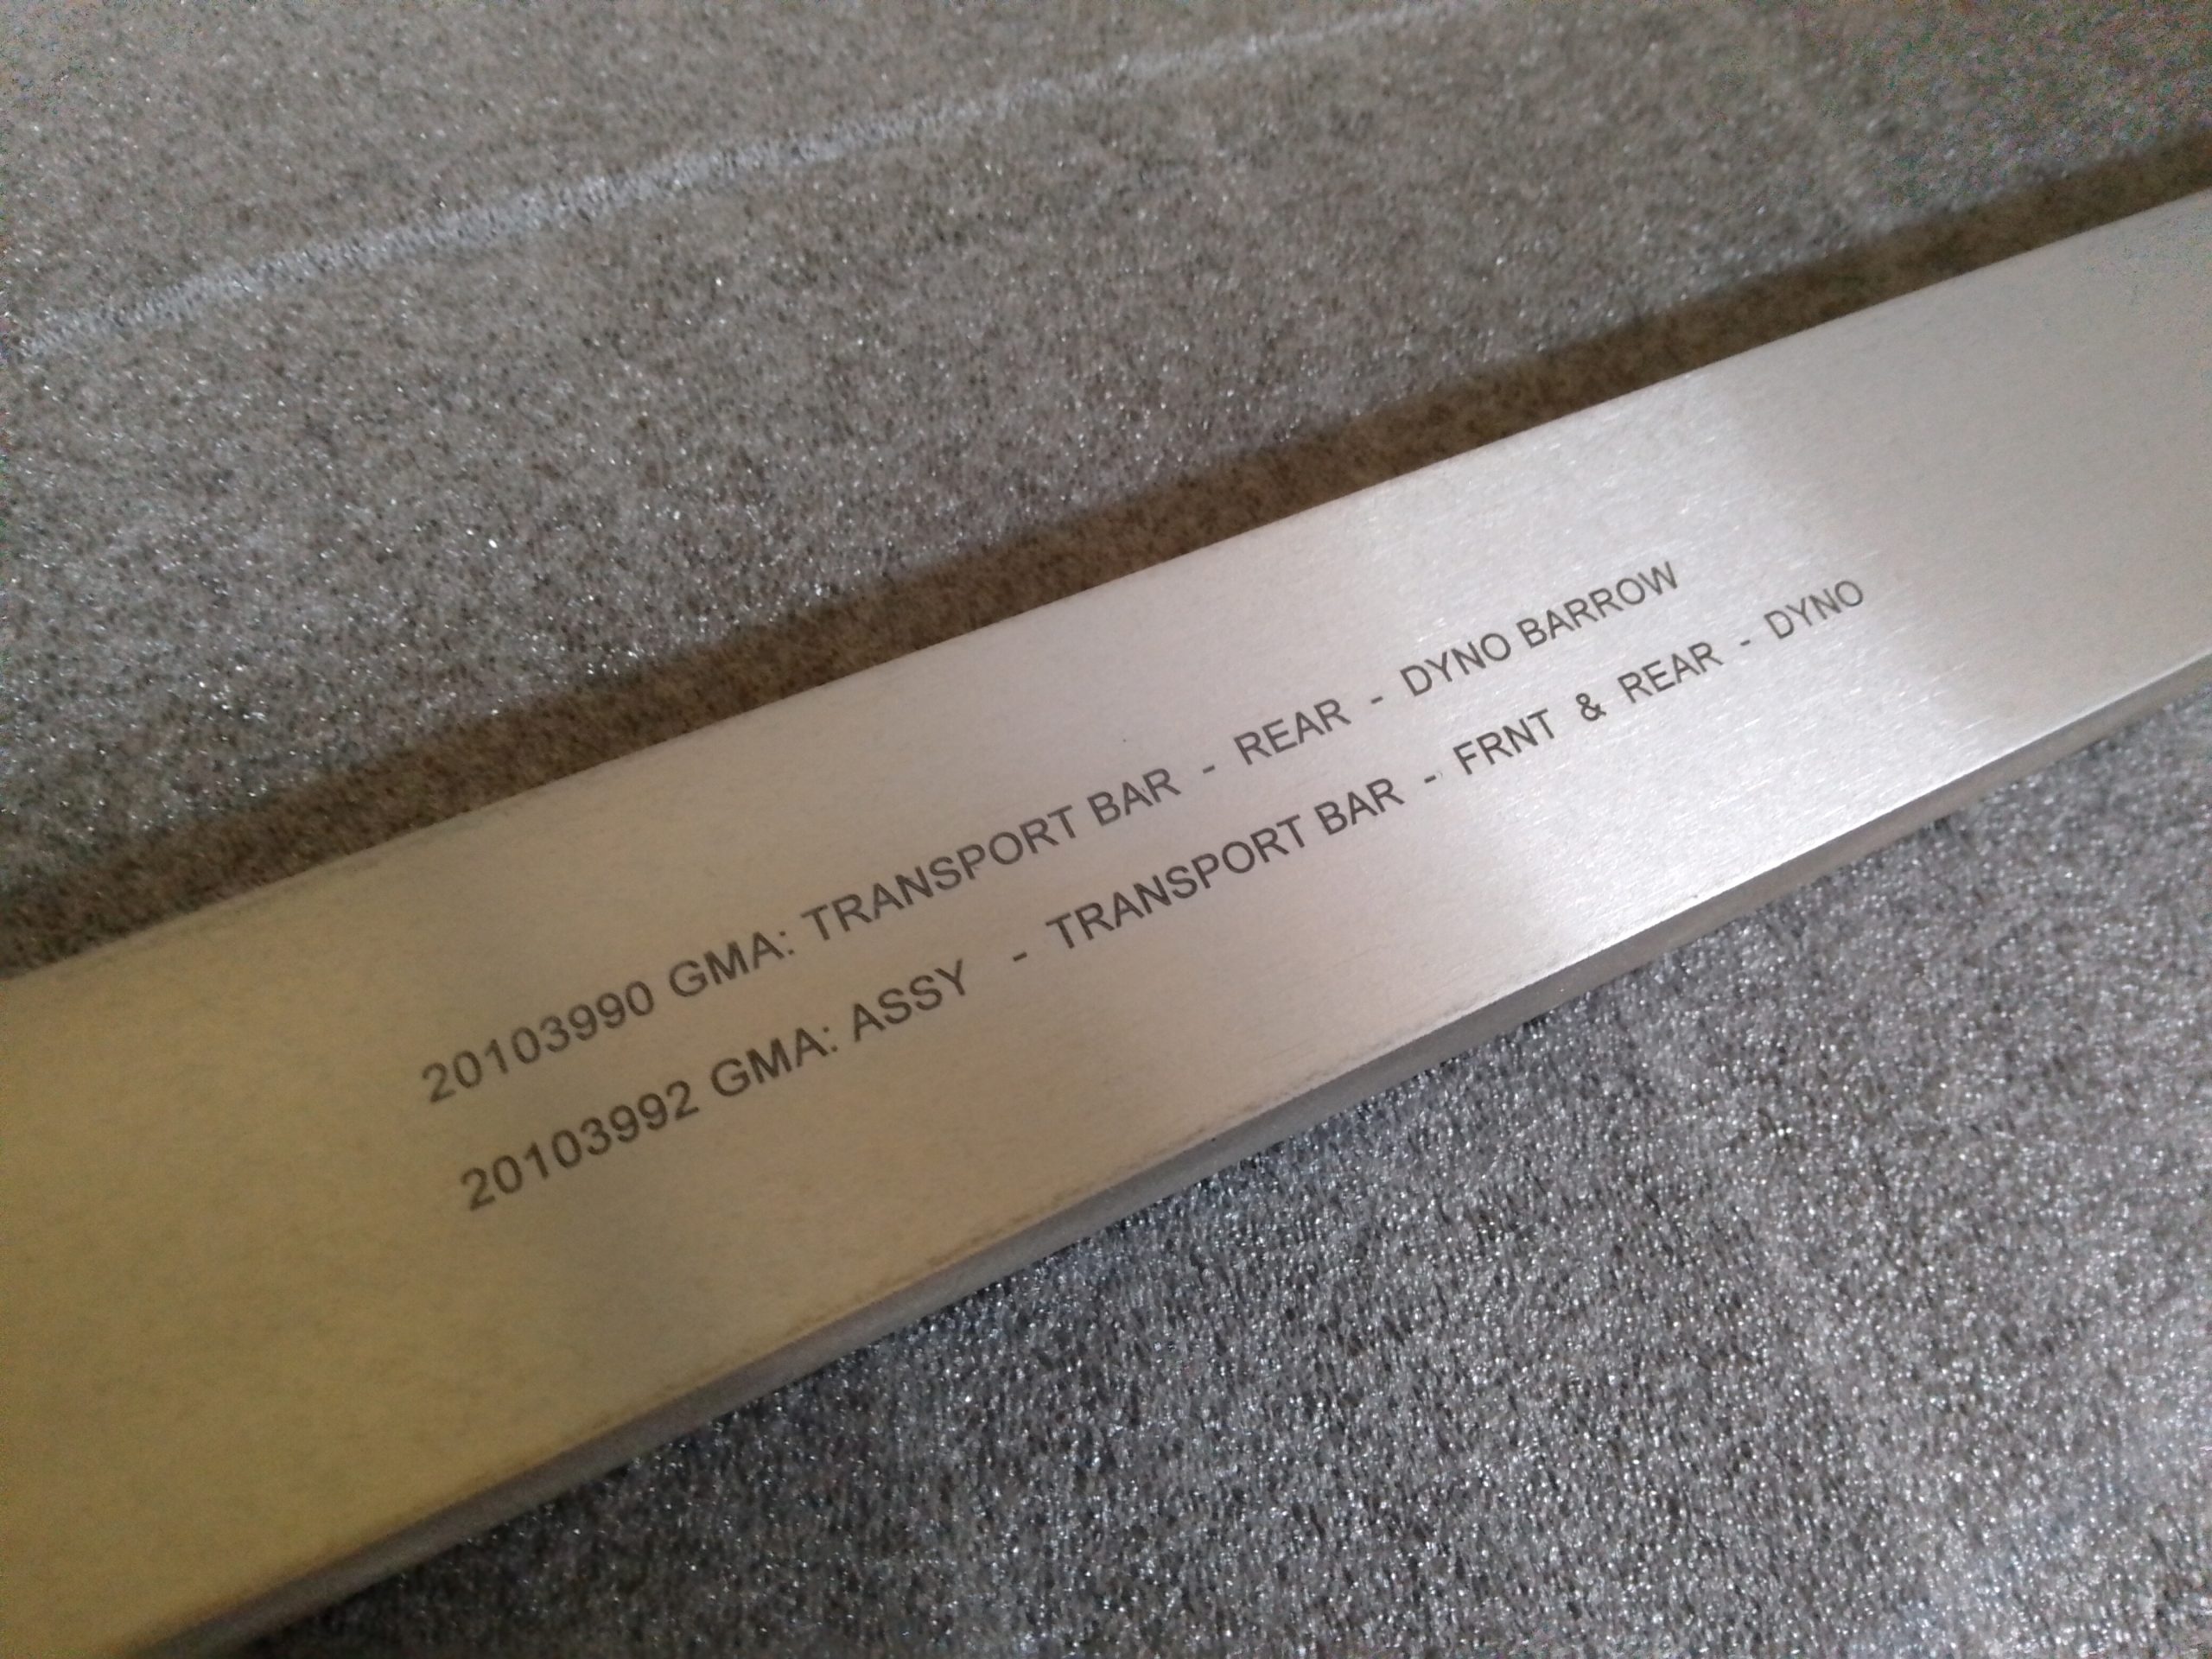 20103990 GMA: TRANSPORT BAR - REAR - DYNO BARROW
20103992 GMA: ASSY - TRANSPORT BAR - FRNT & REAR - DYNO